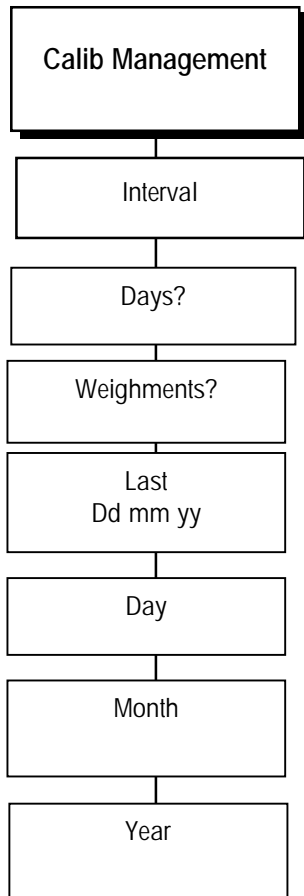 Calib Management
Interval
Days?
Weighments?
Last
Dd mm yy
Day
Month
Year